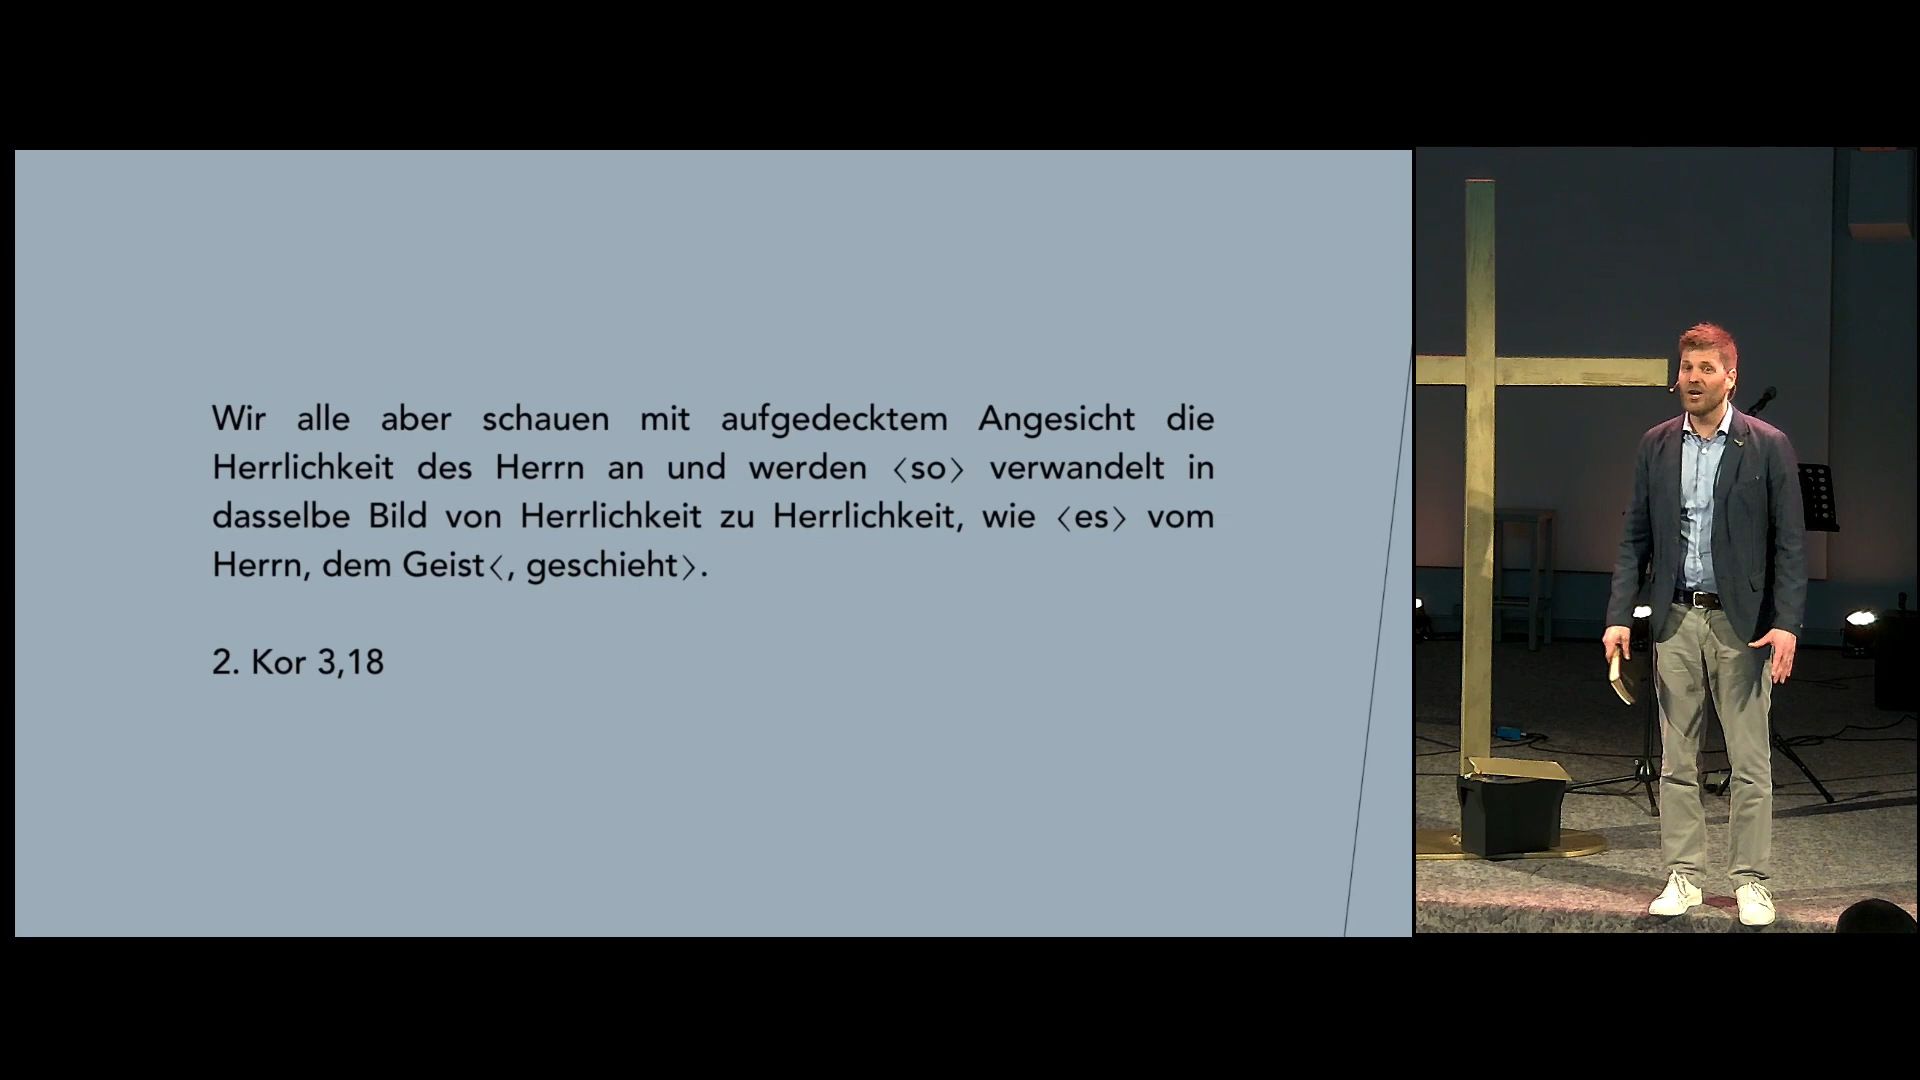 Wir alle aber schauen mit aufgedecktem Angesicht die
Herrlichkeit des Herrn an und werden 〈so〉 verwandelt in
dasselbe Bild von Herrlichkeit zu Herrlichkeit, wie 〈es〉 vom
Herrn, dem Geist〈, geschieht〉.
2. Kor 3,18